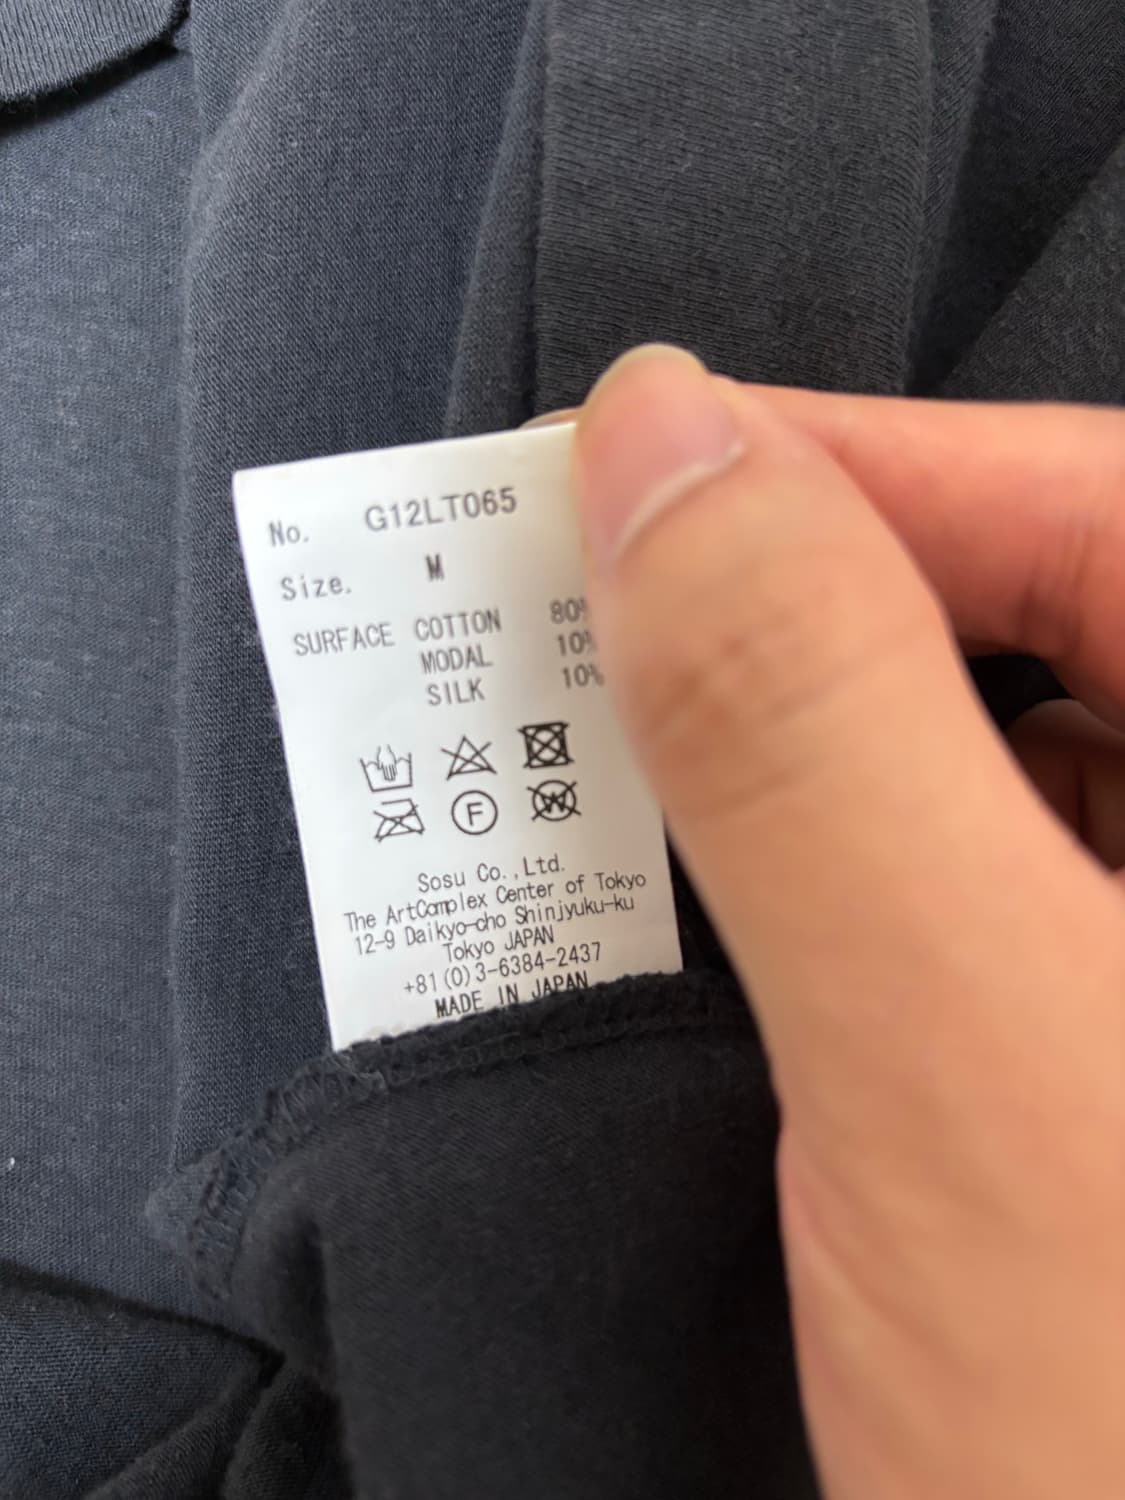 No. G12LT065
Size. M
SURFACE COTTON 80%
MODAL 10%
SILK 10%
F
W
Sosu Co.,Ltd.
The ArtComplex Center of Tokyo
12-9 Daikyo-cho Shinjyuku-ku
Tokyo JAPAN
+81(0)3-6384-2437
MADE IN JAPAN